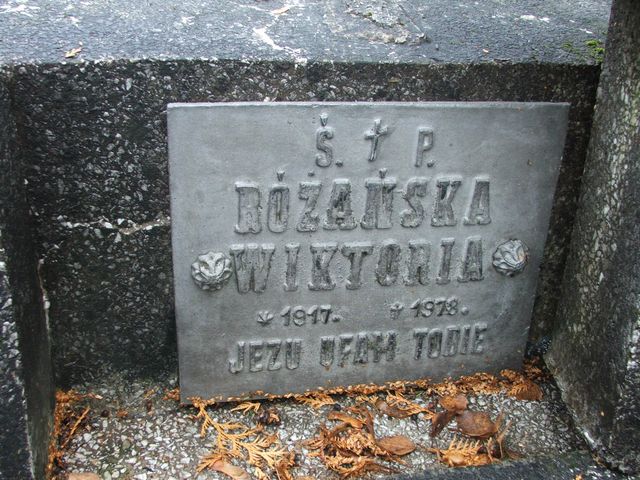 Ś. † P.
RÓŻAŃSKA
WIKTORIA
* 1917. † 1978.
JEZU UFAM TOBIE